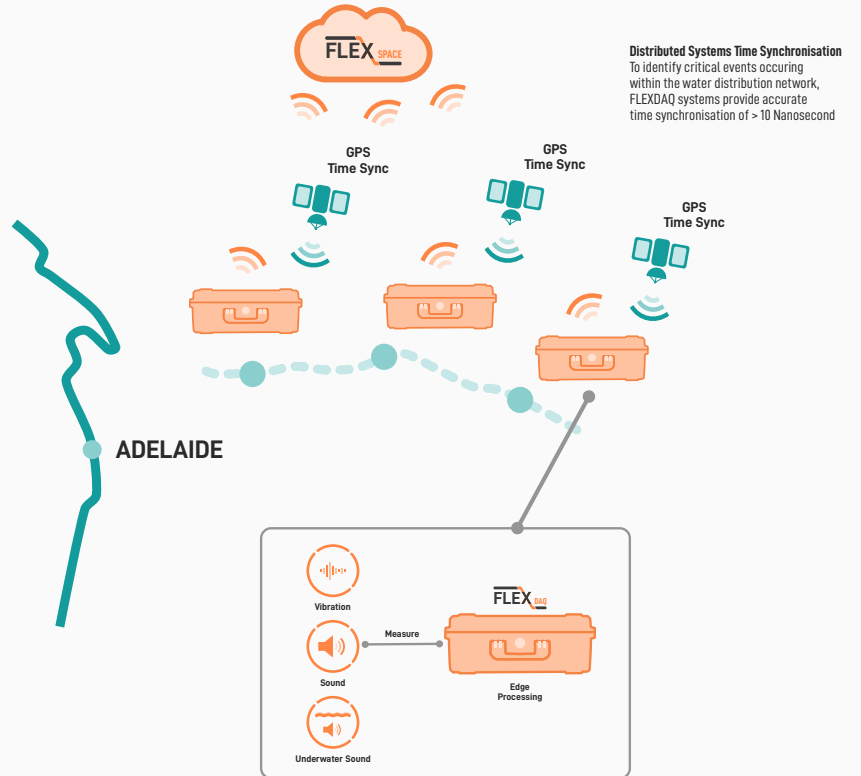 FLEX SPACE
Distributed Systems Time Synchronisation
To identify critical events occuring
within the water distribution network,
FLEXDAQ systems provide accurate
time synchronisation of > 10 Nanosecond
GPS
Time Sync
GPS
Time Sync
GPS
Time Sync
ADELAIDE
Vibration
FLEX DAQ
Measure
Sound
Edge
Processing
Underwater Sound